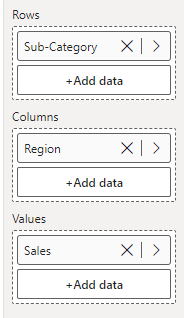 Rows
Sub-Category
+Add data
Columns
Region
+Add data
Values
Sales
+Add data